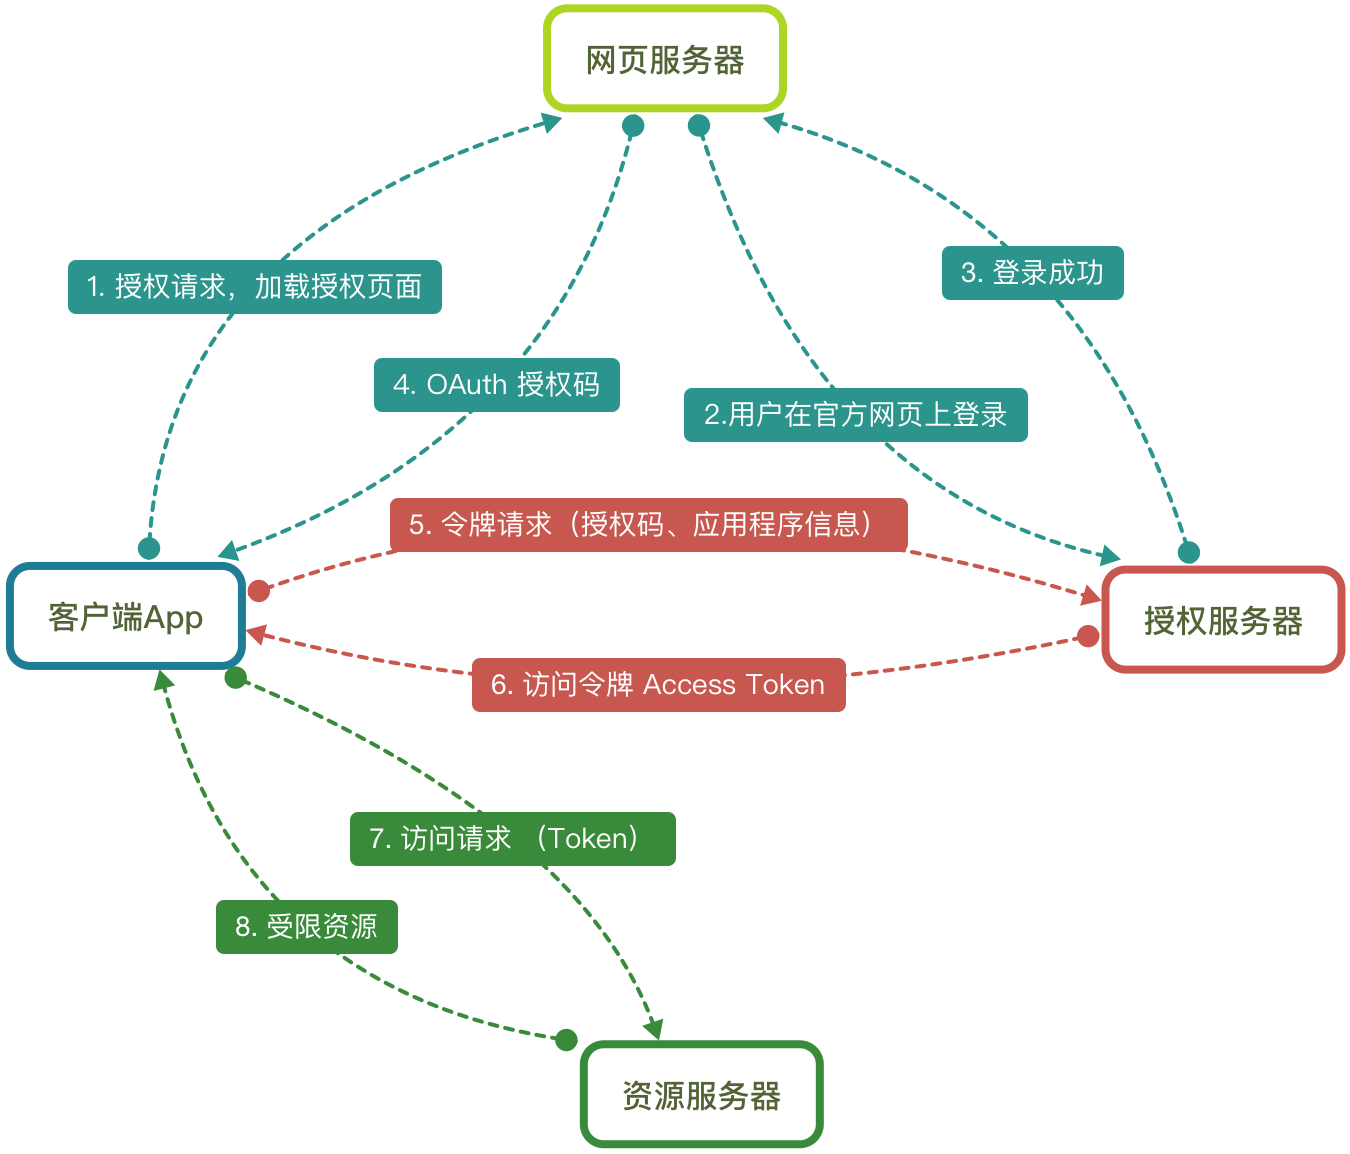 网页服务器
1. 授权请求，加载授权页面
3. 登录成功
4. OAuth 授权码
2.用户在官方网页上登录
5. 令牌请求（授权码、应用程序信息）
客户端App
授权服务器
6. 访问令牌 Access Token
7. 访问请求 （Token）
8. 受限资源
资源服务器